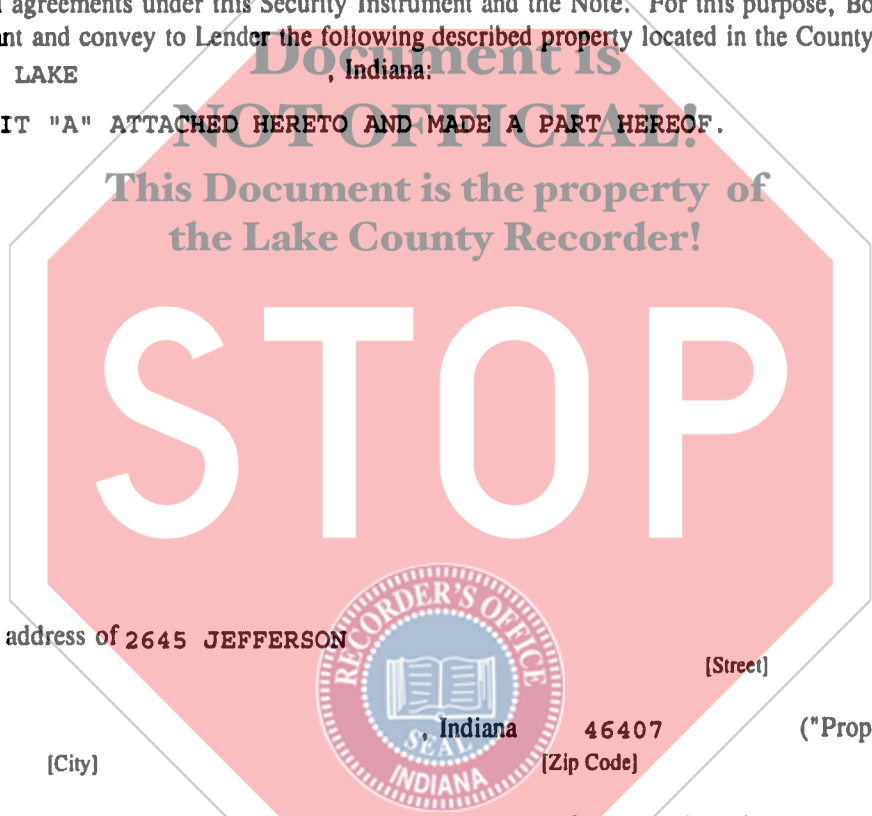 agreements under this Security Instrument and the Note. For this purpose, Bo
nt and convey to Lender the following described property located in the County
LAKE , Indiana:
Document is
IT "A" ATTACHED HERETO AND MADE A PART HEREOF.
NOT OFFICIAL!
This Document is the property of
the Lake County Recorder!
STOP
RECORDER'S OFFICE
address of 2645 JEFFERSON
[Street]
, Indiana 46407 ("Prop
SEAL
[City] [Zip Code]
INDIANA